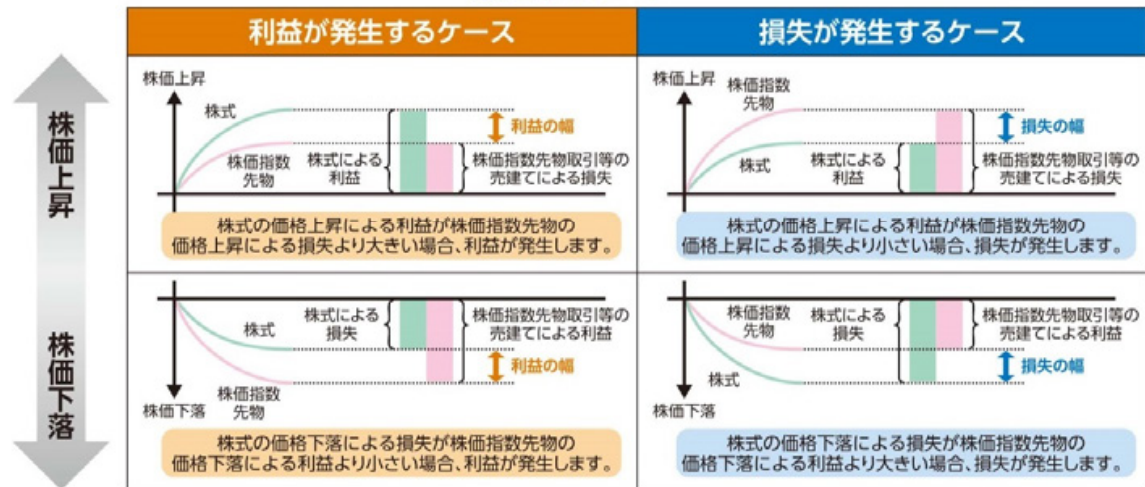 利益が発生するケース
損失が発生するケース
株価上昇
株価下落
株価上昇
株式
株価指数
先物
株式による
利益
利益の幅
株価指数先物取引等の
売建てによる損失
株式の価格上昇による利益が株価指数先物の
価格上昇による損失より大きい場合、利益が発生します。
株価上昇
株価指数
先物
株式
株式による
利益
損失の幅
株価指数先物取引等の
売建てによる損失
株式の価格上昇による利益が株価指数先物の
価格上昇による損失より小さい場合、損失が発生します。
株式
株価指数
先物
株価下落
株式による
損失
株価指数先物取引等の
売建てによる利益
利益の幅
株式の価格下落による損失が株価指数先物の
価格下落による利益より小さい場合、利益が発生します。
株価指数
先物
株式
株価下落
株式による
損失
株価指数先物取引等の
売建てによる利益
損失の幅
株式の価格下落による損失が株価指数先物の
価格下落による利益より大きい場合、損失が発生します。